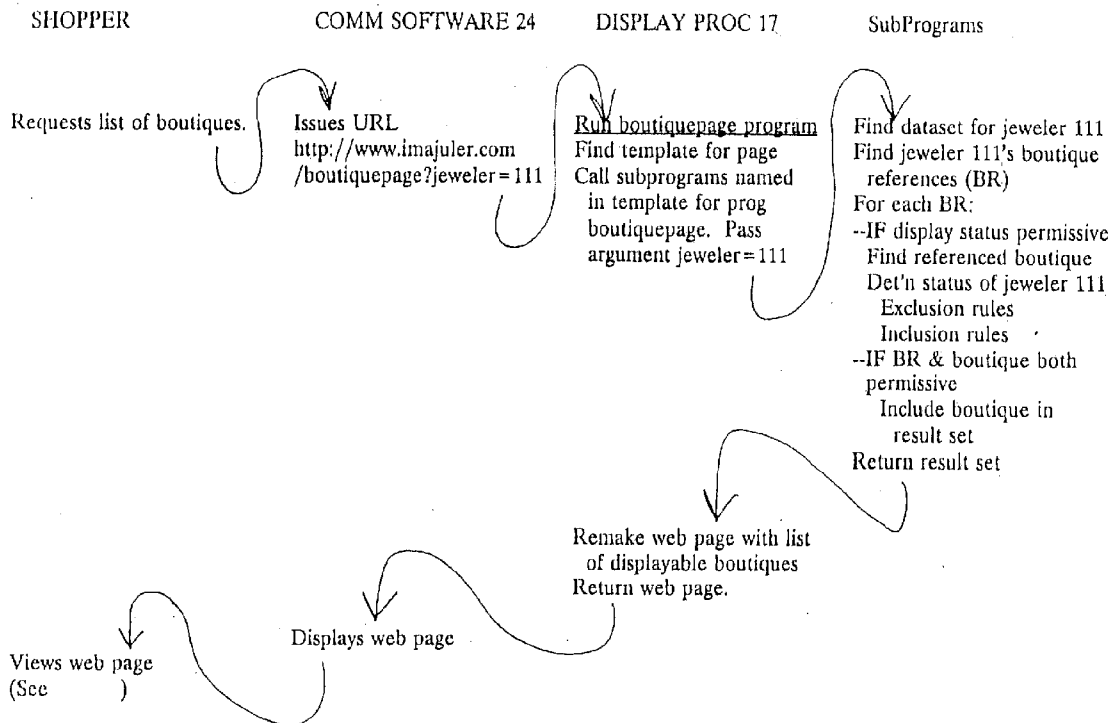 SHOPPER
COMM SOFTWARE 24
DISPLAY PROC 17
SubPrograms
Requests list of boutiques.
Issues URL
http://www.imajuler.com
/boutiquepage?jeweler=111
Run boutiquepage program
Find template for page
Call subprograms named
in template for prog
boutiquepage. Pass
argument jeweler=111
Find dataset for jeweler 111
Find jeweler 111's boutique
references (BR)
For each BR:
--IF display status permissive
Find referenced boutique
Det'n status of jeweler 111
Exclusion rules
Inclusion rules
--IF BR & boutique both
permissive
Include boutique in
result set
Return result set
Remake web page with list
of displayable boutiques
Return web page.
Displays web page
Views web page
(See )